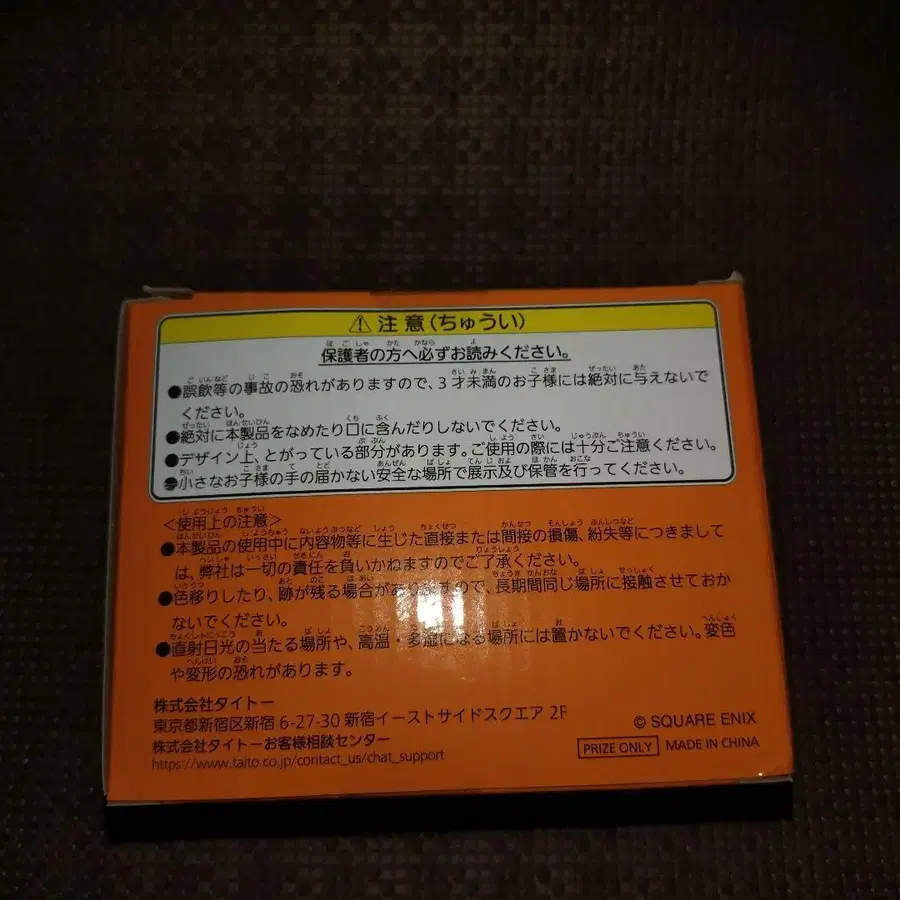 ⚠ 注意(ちゅうい)
保護者の方へ必ずお読みください。
●誤飲等の事故の恐れがありますので、3才未満のお子様には絶対に与えないで
ください。
●絶対に本製品をなめたり口に含んだりしないでください。
●デザイン上、とがっている部分があります。ご使用の際には十分ご注意ください。
●小さなお子様の手の届かない安全な場所で展示及び保管を行ってください。
<使用上の注意>
●本製品の使用中に内容物等に生じた直接または間接の損傷、紛失等につきまして
は、弊社は一切の責任を負いかねますのでご了承ください。
●色移りしたり、跡が残る場合がありますので、長期間同じ場所に接触させておか
ないでください。
●直射日光の当たる場所や、高温・多湿になる場所には置かないでください。変色
や変形の恐れがあります。
株式会社タイトー
東京都新宿区新宿 6-27-30 新宿イーストサイドスクエア 2F
株式会社タイトーお客様相談センター
https://www.taito.co.jp/contact_us/chat_support
© SQUARE ENIX
PRIZE ONLY MADE IN CHINA